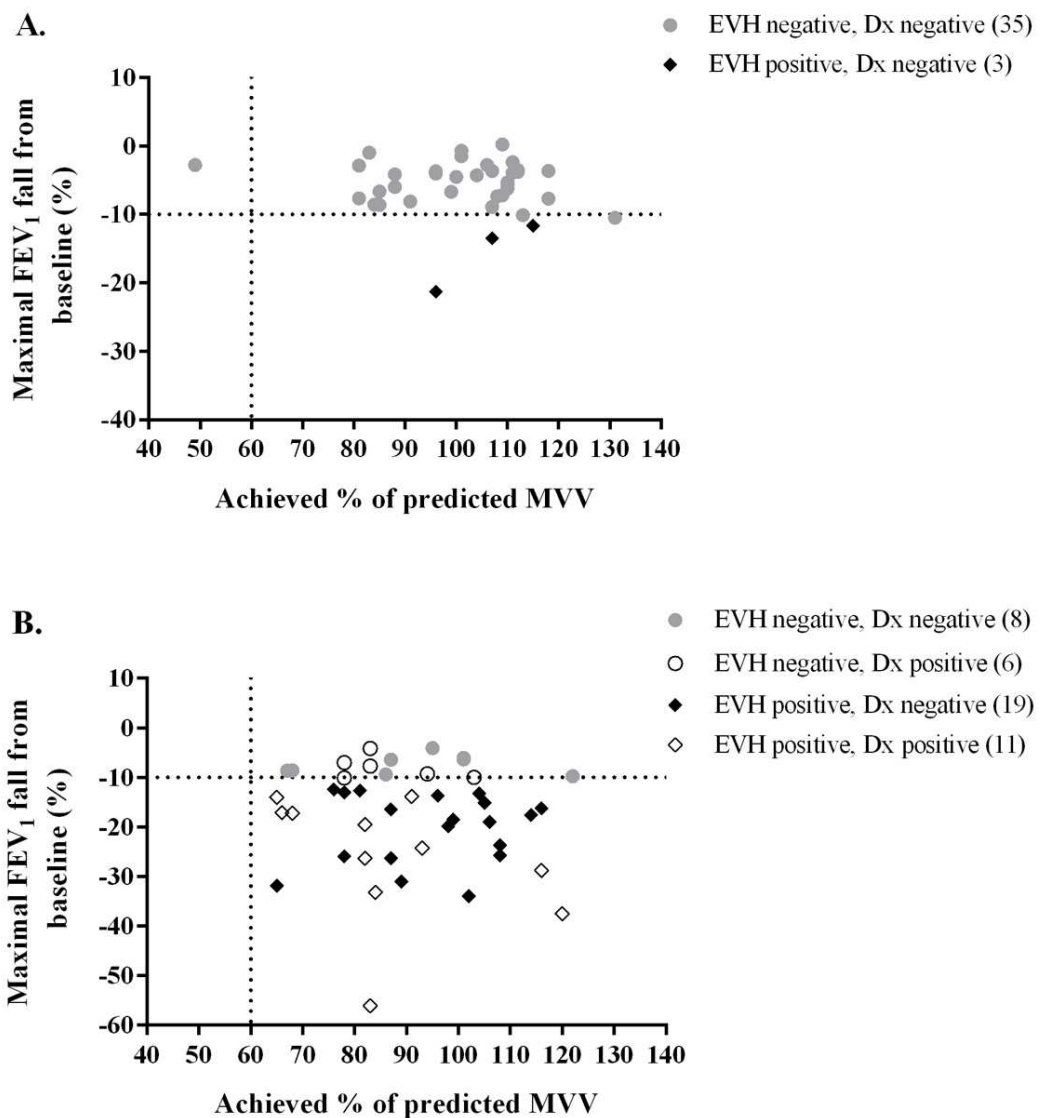 A.
EVH negative, Dx negative (35)
EVH positive, Dx negative (3)
Maximal FEV1 fall from
baseline (%)
10
0
-10
-20
-30
-40
40 50 60 70 80 90 100 110 120 130 140
Achieved % of predicted MVV
B.
EVH negative, Dx negative (8)
EVH negative, Dx positive (6)
EVH positive, Dx negative (19)
EVH positive, Dx positive (11)
Maximal FEV1 fall from
baseline (%)
10
0
-10
-20
-30
-40
-50
-60
40 50 60 70 80 90 100 110 120 130 140
Achieved % of predicted MVV